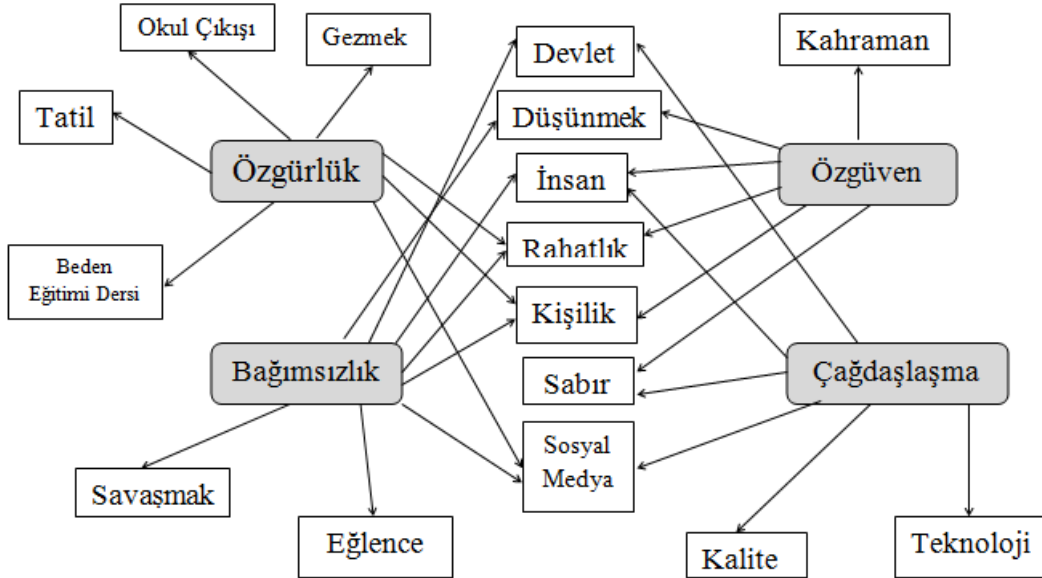 Okul Çıkışı
Gezmek
Devlet
Kahraman
Tatil
Düşünmek
Özgürlük
İnsan
Özgüven
Rahatlık
Beden
Eğitimi Dersi
Kişilik
Bağımsızlık
Sabır
Çağdaşlaşma
Sosyal
Medya
Savaşmak
Eğlence
Kalite
Teknoloji